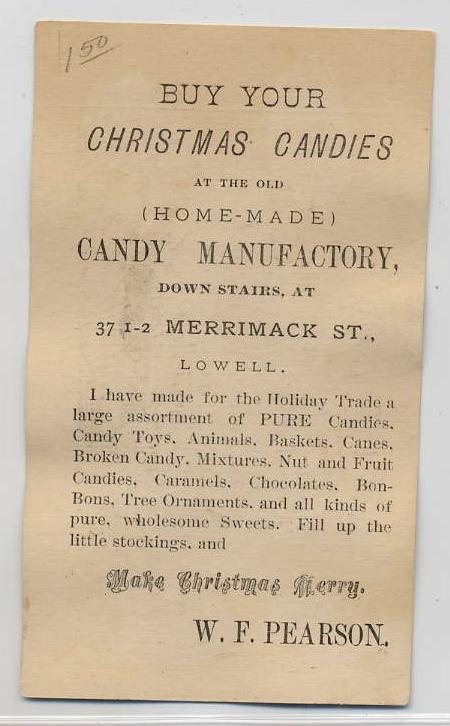 1 50
BUY YOUR
CHRISTMAS CANDIES
AT THE OLD
(HOME-MADE)
CANDY MANUFACTORY,
DOWN STAIRS, AT
37 1-2 MERRIMACK ST.,
LOWELL.
I have made for the Holiday Trade a
large assortment of PURE Candies,
Candy Toys, Animals, Baskets, Canes,
Broken Candy, Mixtures, Nut and Fruit
Candies, Caramels, Chocolates, Bon-
Bons, Tree Ornaments, and all kinds of
pure, wholesome Sweets. Fill up the
little stockings, and
Make Christmas Merry.
W. F. PEARSON.